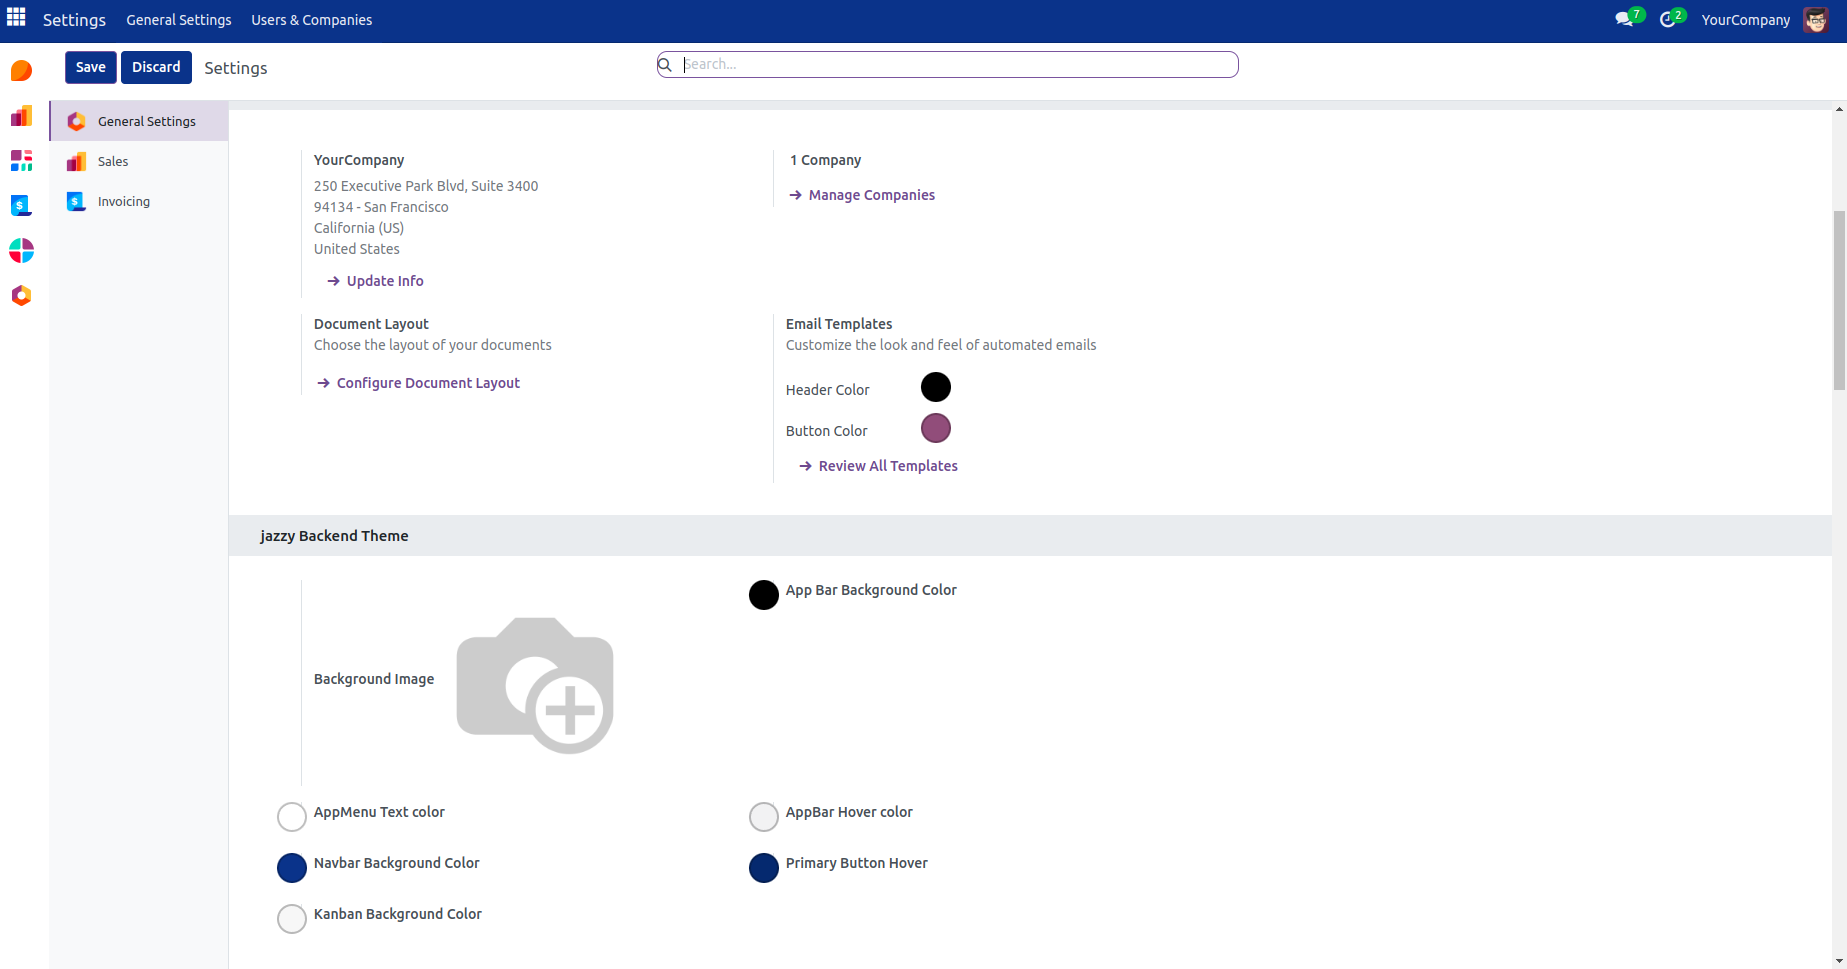 Settings General Settings Users & Companies 7 2 YourCompany
Save Discard Settings Search...
General Settings
Sales
Invoicing
YourCompany
250 Executive Park Blvd, Suite 3400
94134 - San Francisco
California (US)
United States
Update Info
1 Company
Manage Companies
Document Layout
Choose the layout of your documents
Configure Document Layout
Email Templates
Customize the look and feel of automated emails
Header Color
Button Color
Review All Templates
jazzy Backend Theme
Background Image
App Bar Background Color
AppMenu Text color
AppBar Hover color
Navbar Background Color
Primary Button Hover
Kanban Background Color